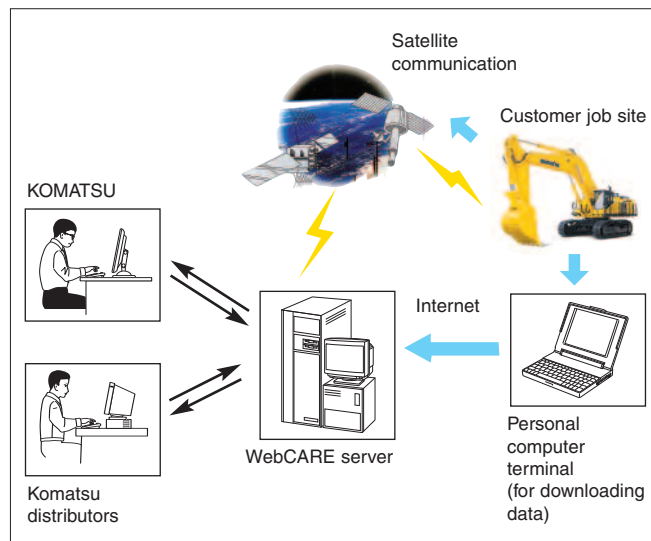 Satellite
communication
Customer job site
KOMATSU
Internet
WebCARE server
Personal
computer
terminal
(for downloading
data)
Komatsu
distributors